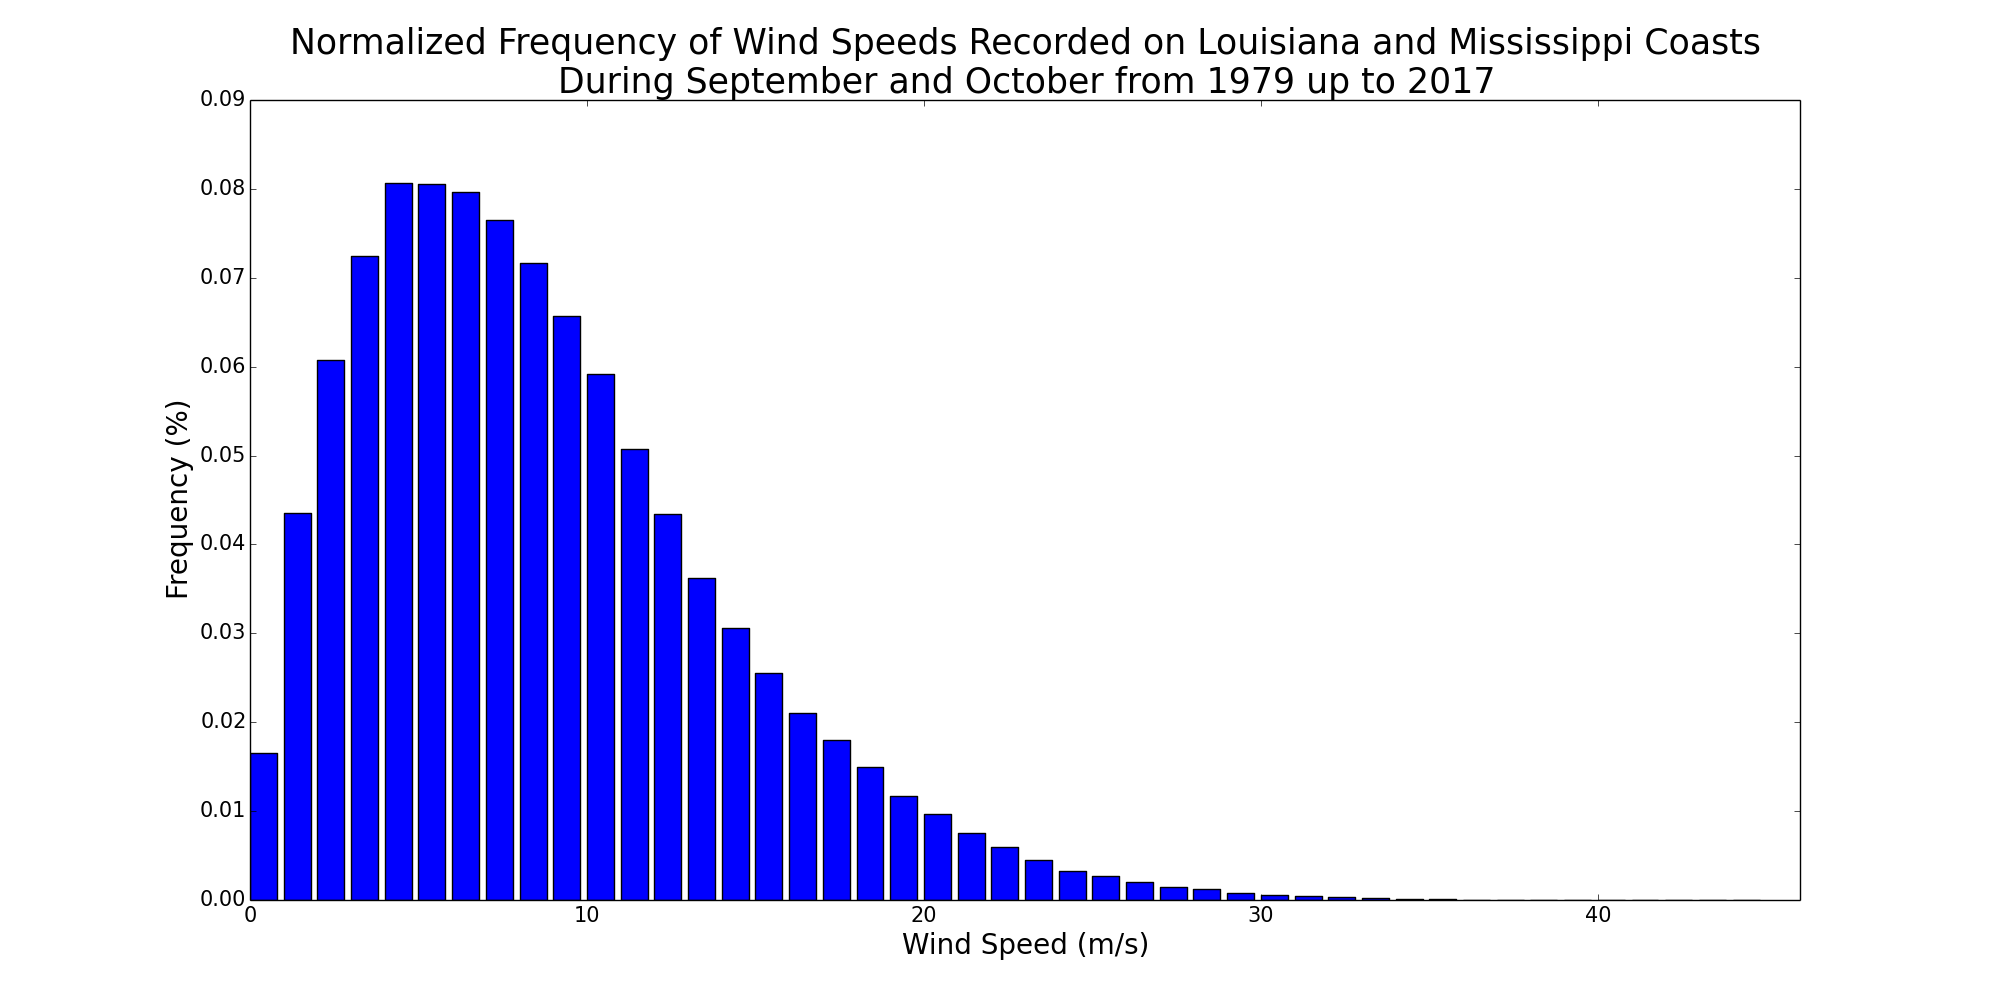 Normalized Frequency of Wind Speeds Recorded on Louisiana and Mississippi Coasts
During September and October from 1979 up to 2017
0.09
0.08
0.07
0.06
0.05
0.04
0.03
0.02
0.01
0.00
Frequency (%)
0 10 20 30 40
Wind Speed (m/s)